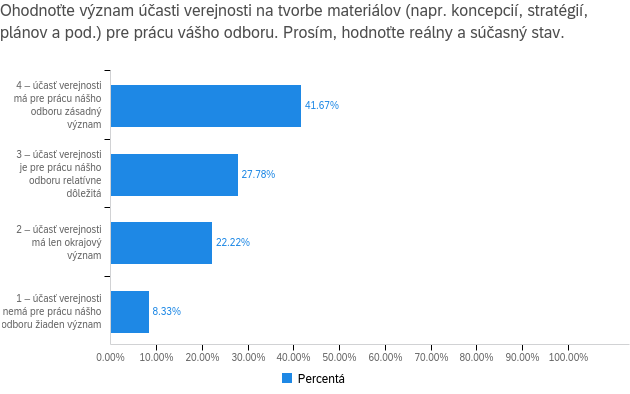 Ohodnoťte význam účasti verejnosti na tvorbe materiálov (napr. koncepcií, stratégií,
plánov a pod.) pre prácu vášho odboru. Prosím, hodnoťte reálny a súčasný stav.
4 – účasť verejnosti
má pre prácu nášho
odboru zásadný
význam
41.67%
3 – účasť verejnosti
je pre prácu nášho
odboru relatívne
dôležitá
27.78%
2 – účasť verejnosti
má len okrajový
význam
22.22%
1 – účasť verejnosti
nemá pre prácu nášho
odboru žiaden význam
8.33%
0.00% 10.00% 20.00% 30.00% 40.00% 50.00% 60.00% 70.00% 80.00% 90.00% 100.00%
Percentá